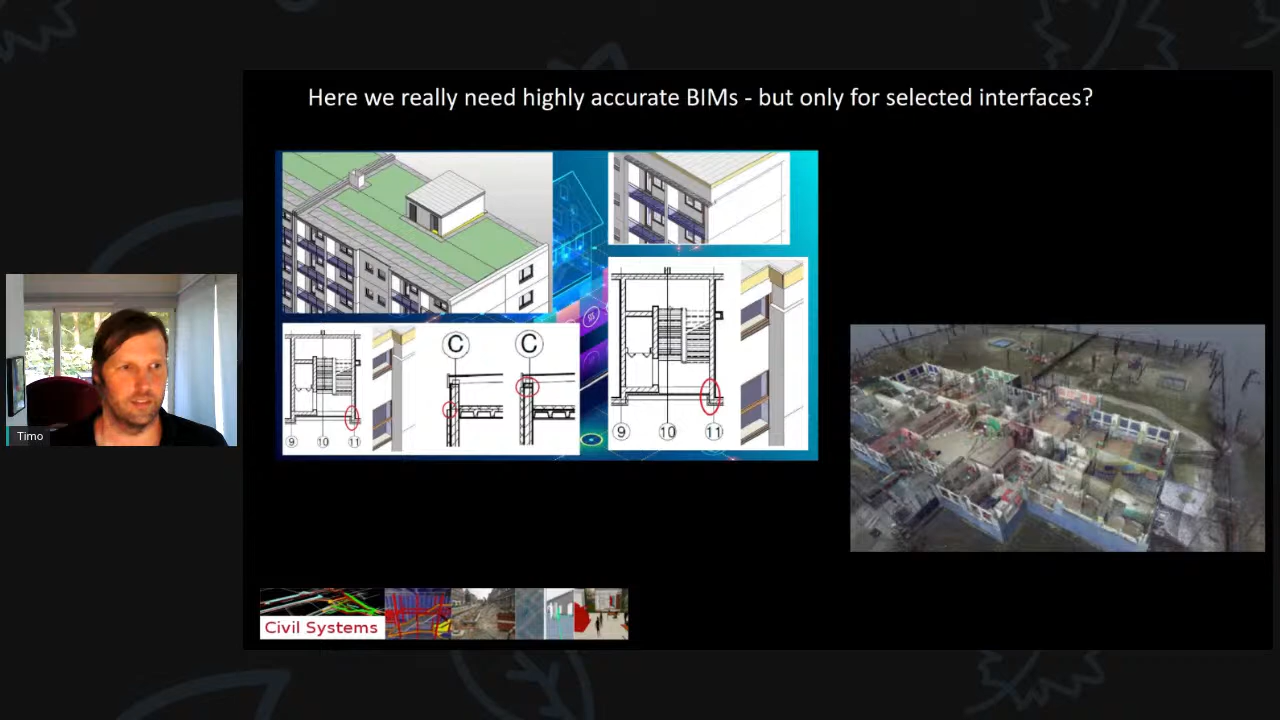 Here we really need highly accurate BIMs - but only for selected interfaces?
C
C
9
10
11
9
10
11
Timo
Civil Systems